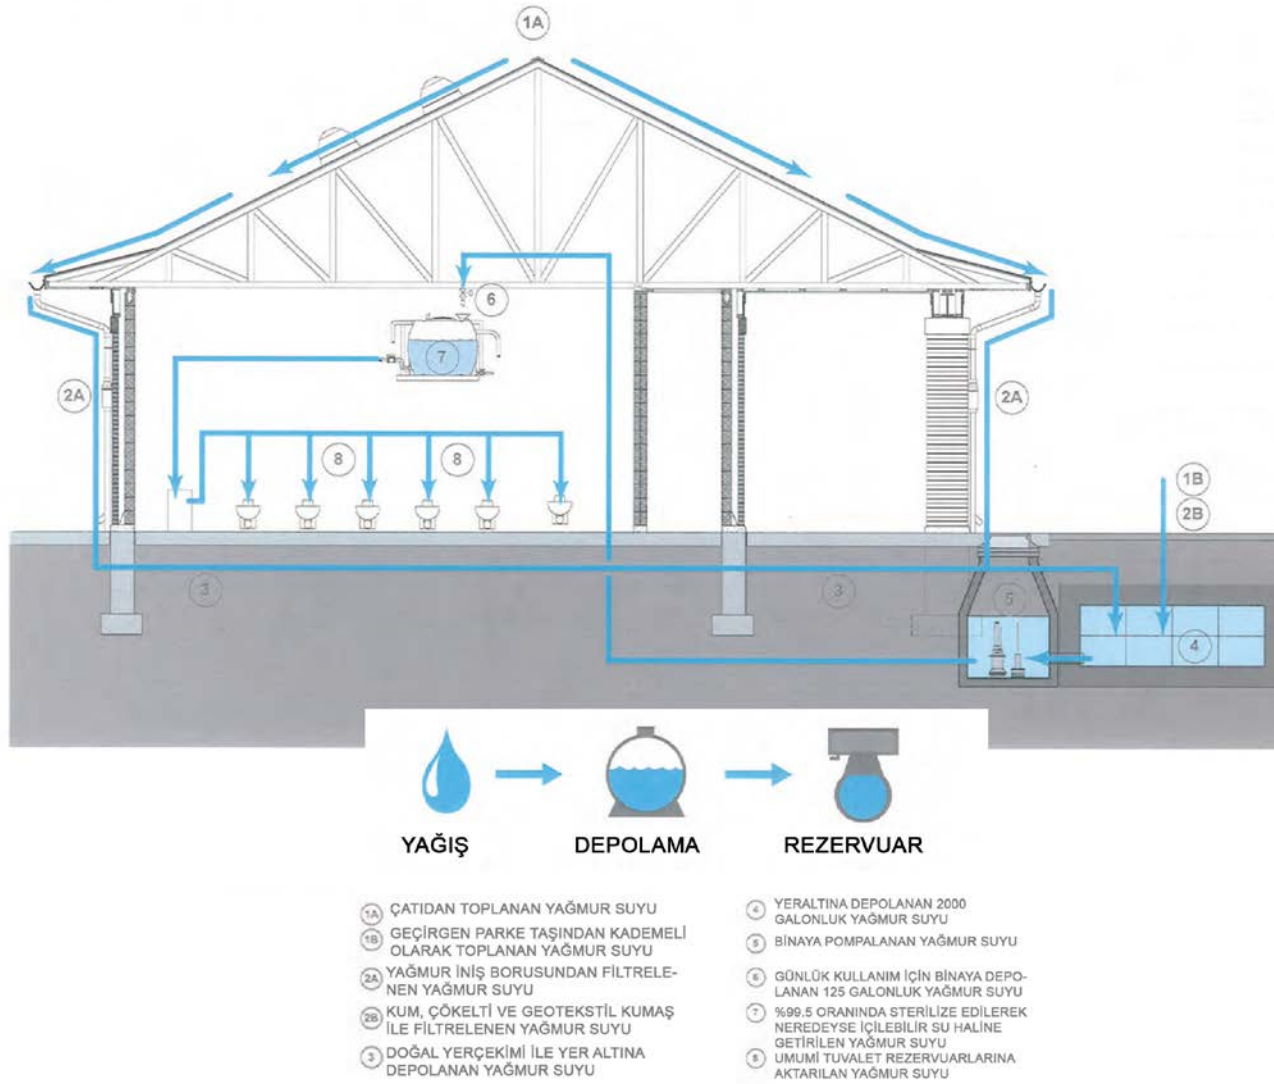 1A
6
7
2A
2A
8
8
1B
2B
3
3
5
4
YAĞIŞ
DEPOLAMA
REZERVUAR
1A ÇATIDAN TOPLANAN YAĞMUR SUYU
1B GEÇİRGEN PARKE TAŞINDAN KADEMELİ
OLARAK TOPLANAN YAĞMUR SUYU
2A YAĞMUR İNİŞ BORUSUNDAN FİLTRELE-
NEN YAĞMUR SUYU
2B KUM, ÇÖKELTİ VE GEOTEKSTİL KUMAŞ
İLE FİLTRELENEN YAĞMUR SUYU
3 DOĞAL YERÇEKİMİ İLE YER ALTINA
DEPOLANAN YAĞMUR SUYU
4 YERALTINA DEPOLANAN 2000
GALONLUK YAĞMUR SUYU
5 BİNAYA POMPALANAN YAĞMUR SUYU
6 GÜNLÜK KULLANIM İÇİN BİNAYA DEPO-
LANAN 125 GALONLUK YAĞMUR SUYU
7 %99.5 ORANINDA STERİLİZE EDİLEREK
NEREDEYSE İÇİLEBİLİR SU HALİNE
GETİRİLEN YAĞMUR SUYU
8 UMUMİ TUVALET REZERVUARLARINA
AKTARILAN YAĞMUR SUYU